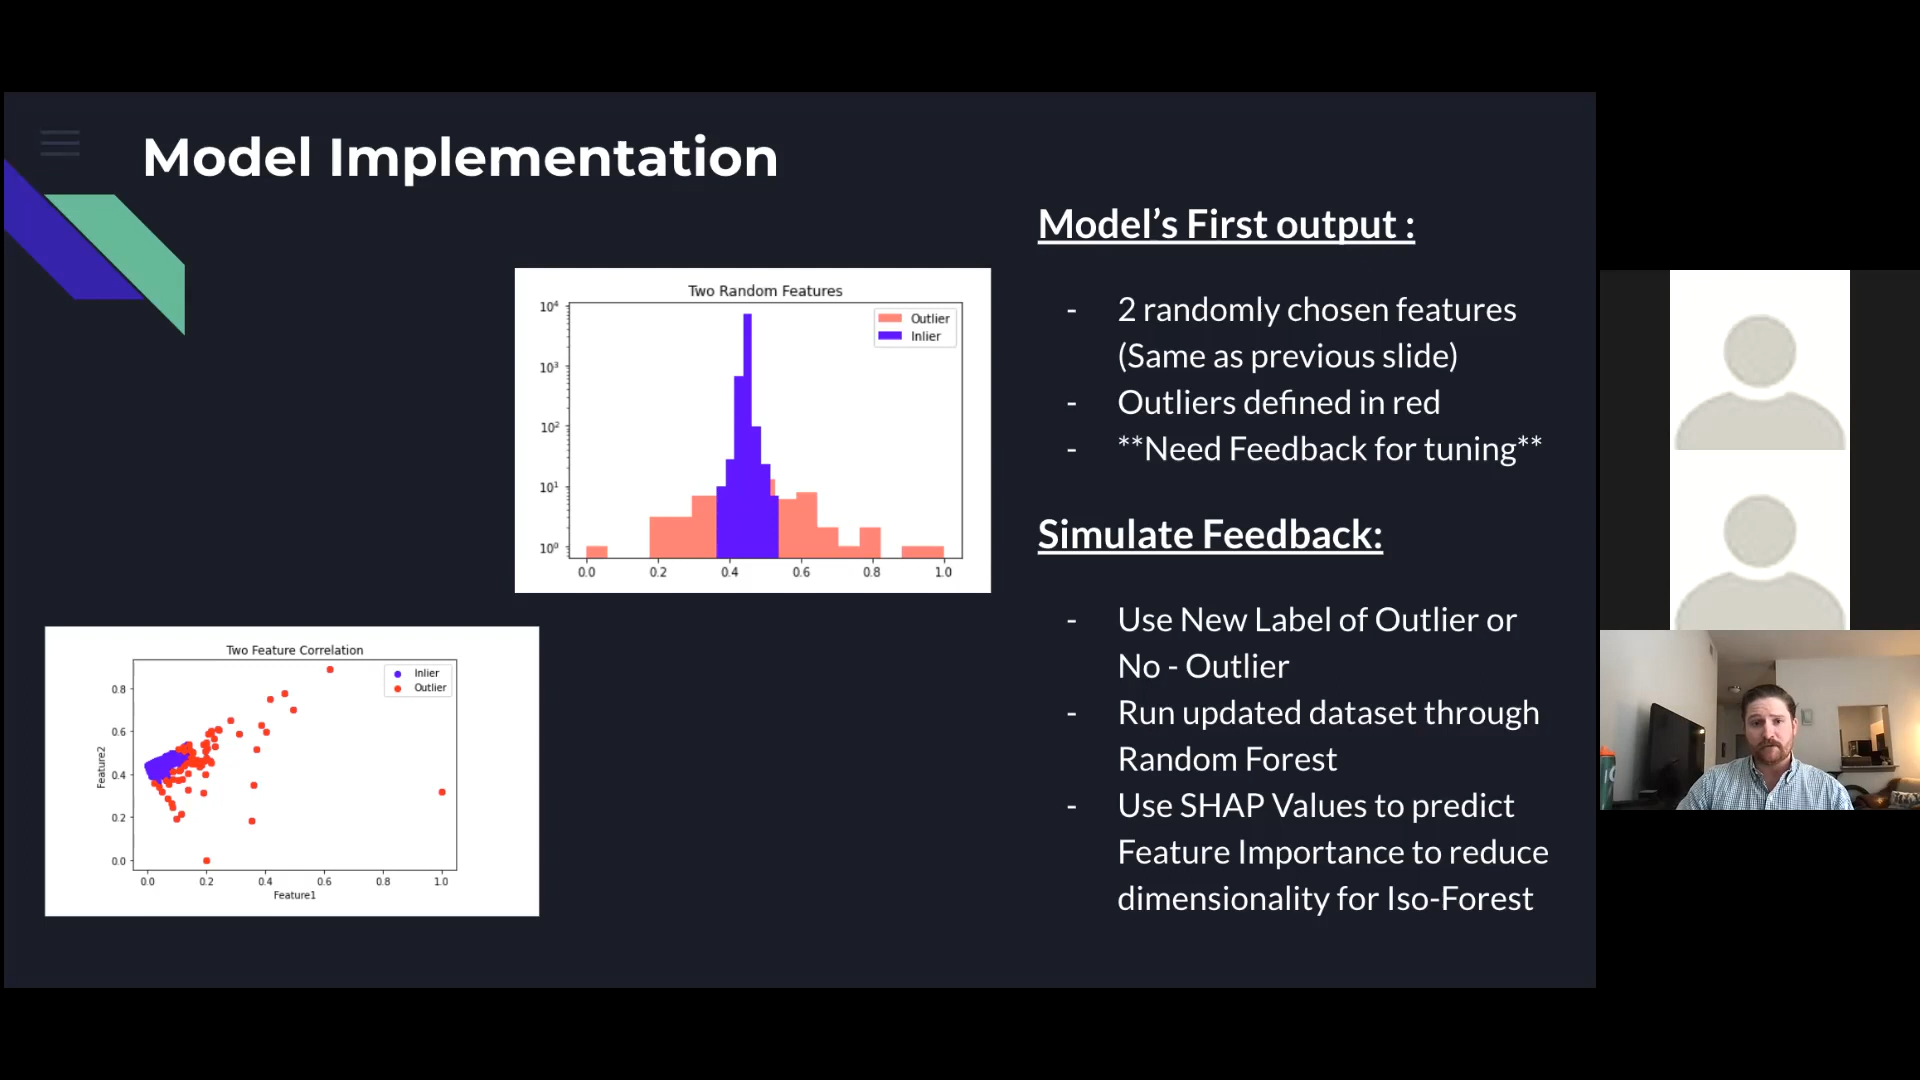 Model Implementation
Model’s First output :
- 2 randomly chosen features
(Same as previous slide)
- Outliers defined in red
- **Need Feedback for tuning**
Simulate Feedback:
- Use New Label of Outlier or
No - Outlier
- Run updated dataset through
Random Forest
- Use SHAP Values to predict
Feature Importance to reduce
dimensionality for Iso-Forest
Two Random Features
Outlier
Inlier
10⁴
10³
10²
10¹
10⁰
0.0 0.2 0.4 0.6 0.8 1.0
Two Feature Correlation
Inlier
Outlier
Feature2
0.8
0.6
0.4
0.2
0.0
0.0 0.2 0.4 0.6 0.8 1.0
Feature1